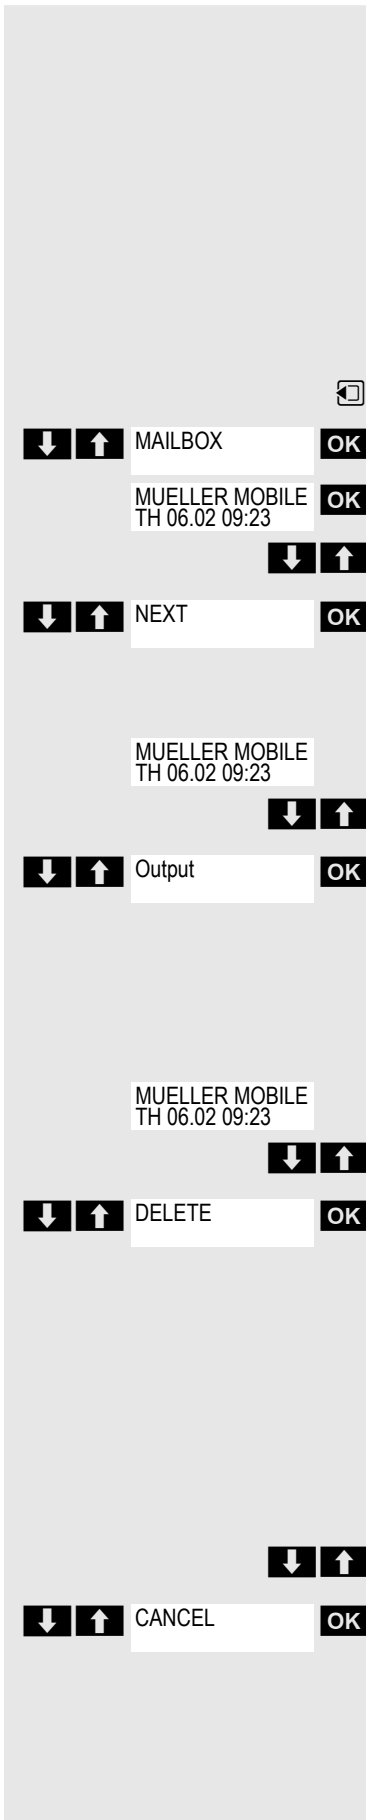 MAILBOX OK
MUELLER MOBILE OK
TH 06.02 09:23
NEXT OK
MUELLER MOBILE
TH 06.02 09:23
Output OK
MUELLER MOBILE
TH 06.02 09:23
DELETE OK
CANCEL OK